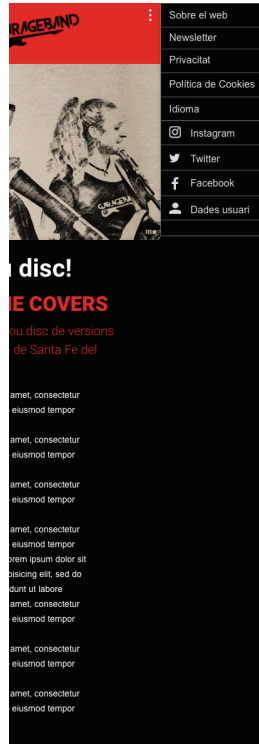 GARAGEBAND
Sobre el web
Newsletter
Privacitat
Política de Cookies
Idioma
Instagram
Twitter
Facebook
Dades usuari
GARAGEBAND
disc!
E COVERS
ou disc de versions
de Santa Fe del
amet, consectetur
eiusmod tempor
amet, consectetur
eiusmod tempor
amet, consectetur
eiusmod tempor
amet, consectetur
eiusmod tempor
orem ipsum dolor sit
pisicing elit, sed do
dunt ut labore
amet, consectetur
eiusmod tempor
amet, consectetur
eiusmod tempor
amet, consectetur
eiusmod tempor